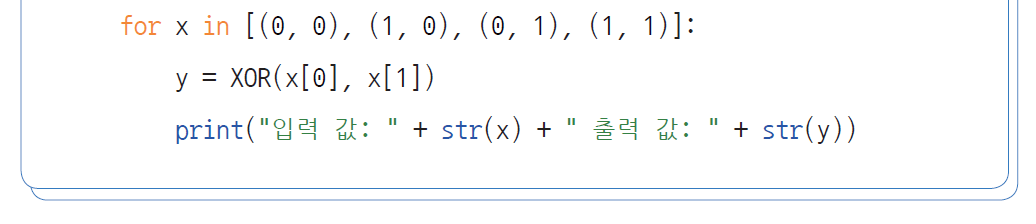 for x in [(0, 0), (1, 0), (0, 1), (1, 1)]:
y = XOR(x[0], x[1])
print("입력 값: " + str(x) + " 출력 값: " + str(y))